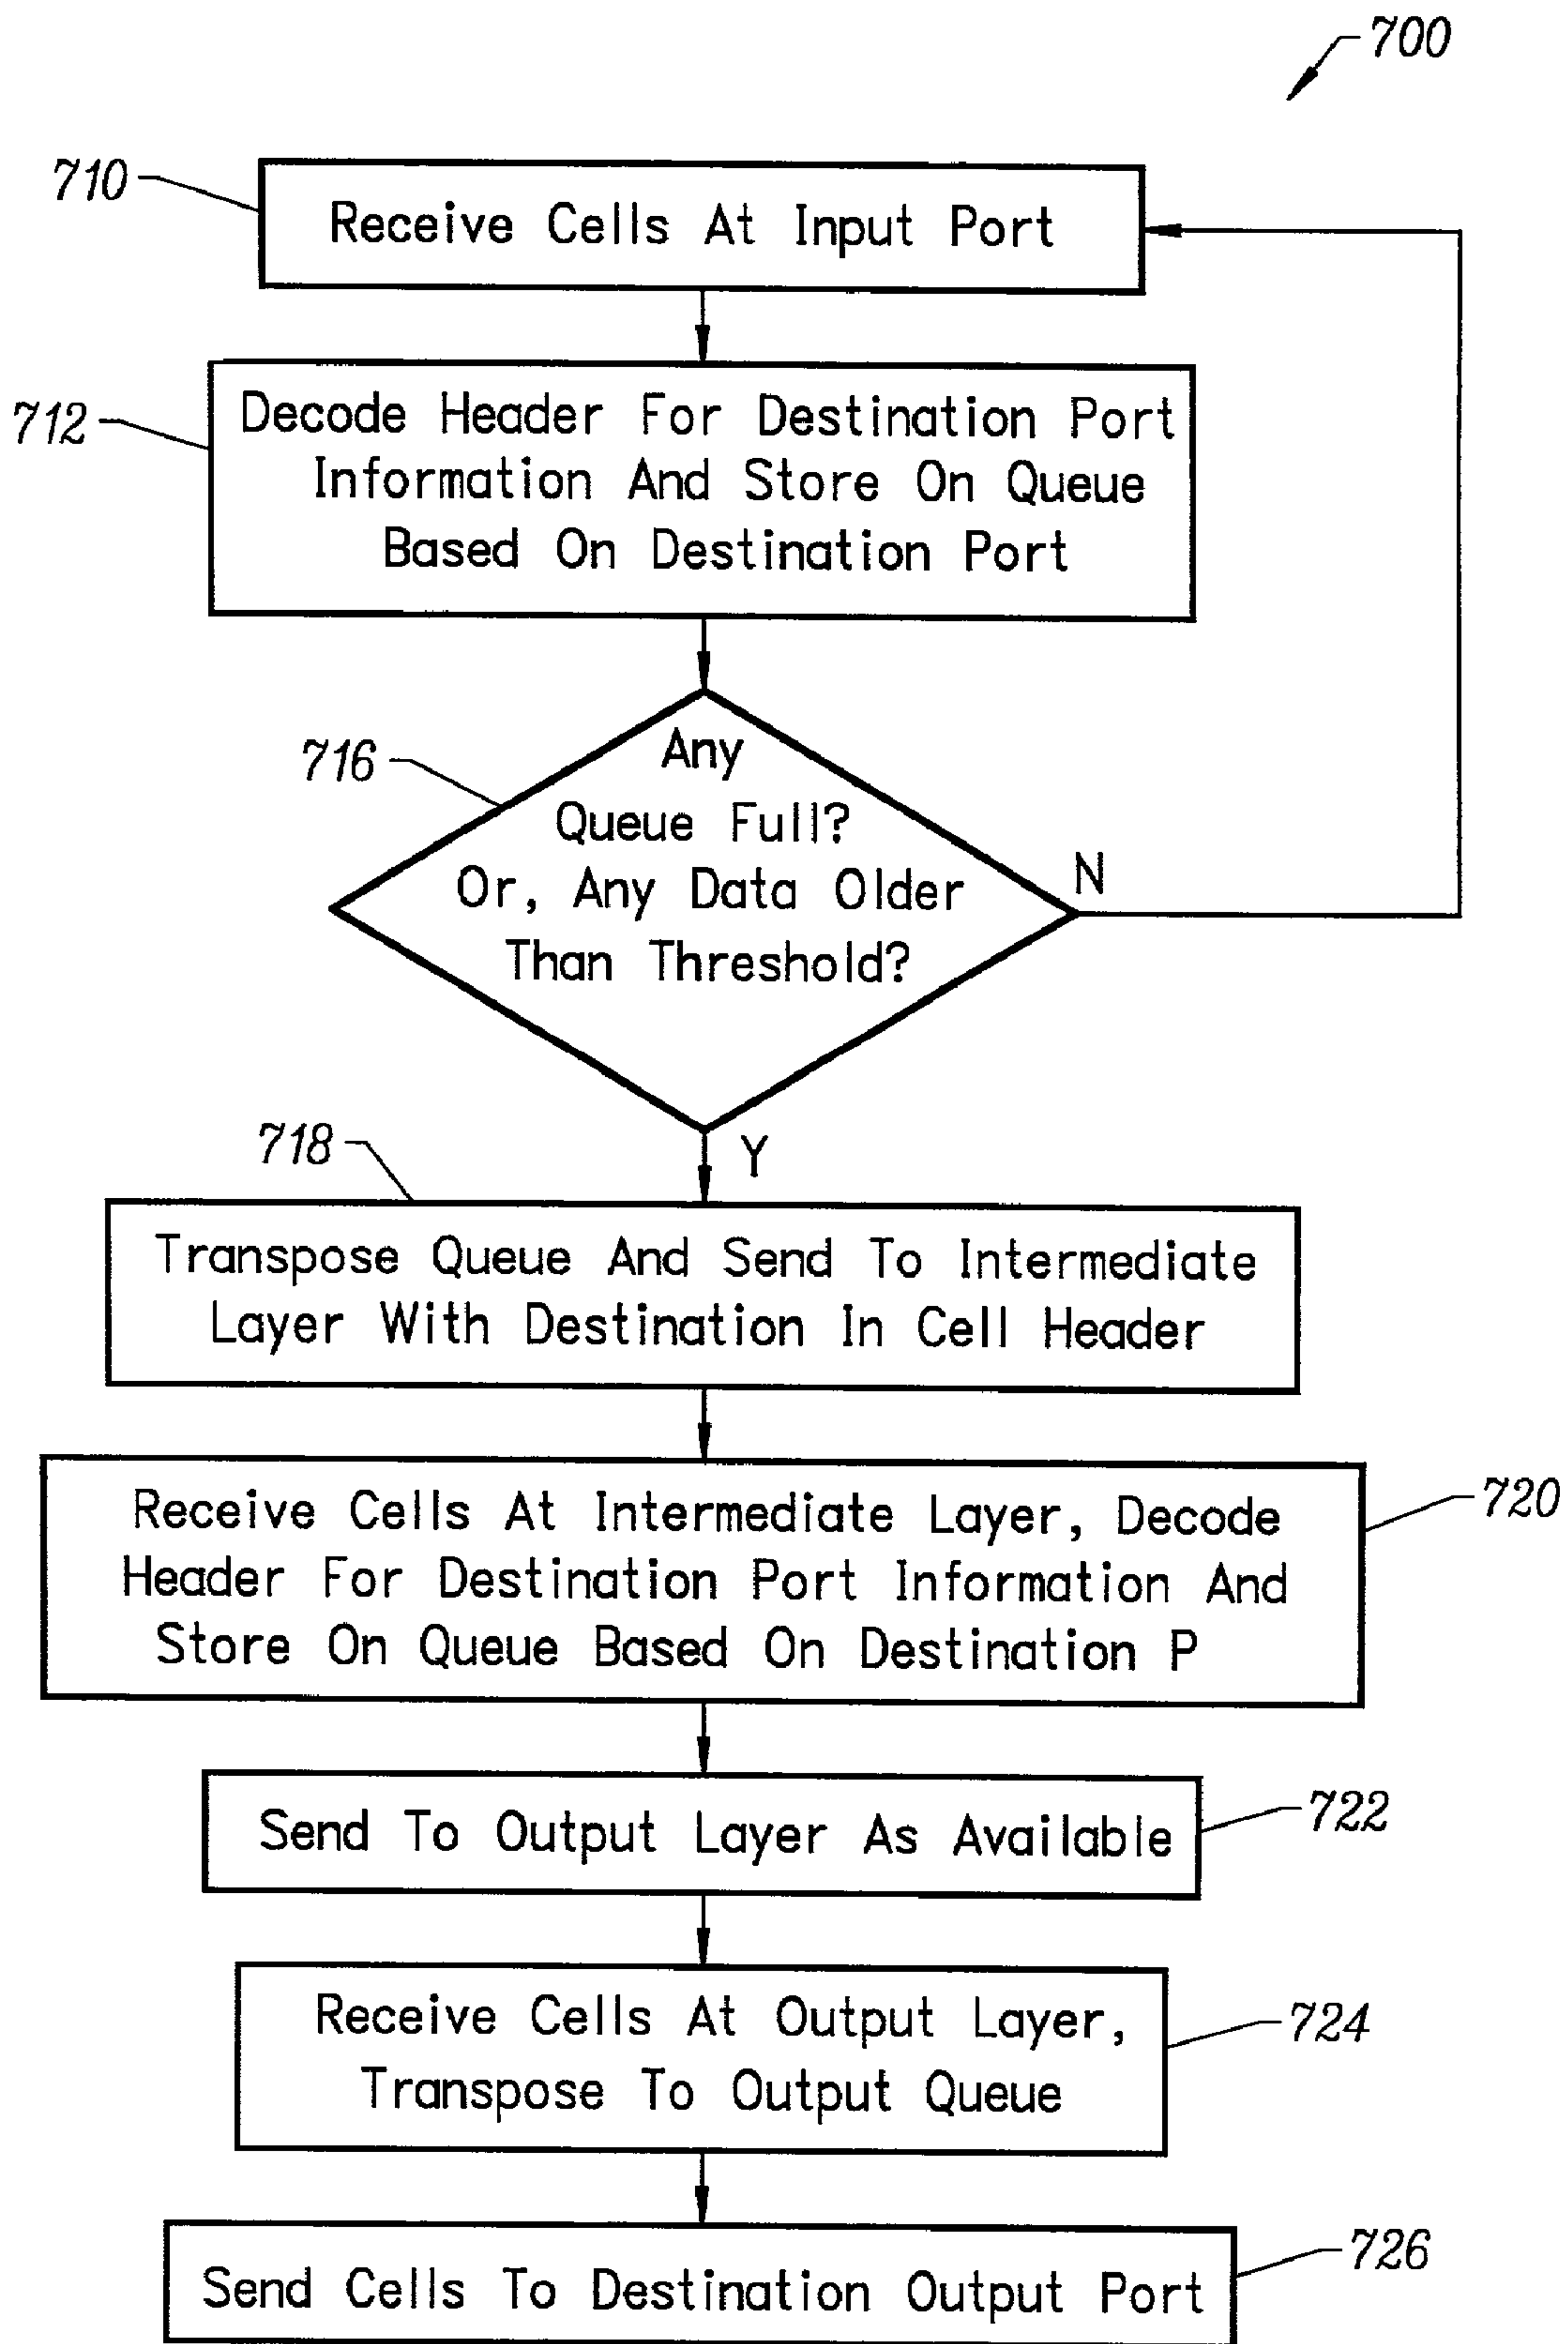 700
710
Receive Cells At Input Port
712
Decode Header For Destination Port
Information And Store On Queue
Based On Destination Port
716
Any
Queue Full?
Or, Any Data Older
Than Threshold?
N
Y
718
Transpose Queue And Send To Intermediate
Layer With Destination In Cell Header
720
Receive Cells At Intermediate Layer, Decode
Header For Destination Port Information And
Store On Queue Based On Destination P
722
Send To Output Layer As Available
724
Receive Cells At Output Layer,
Transpose To Output Queue
726
Send Cells To Destination Output Port